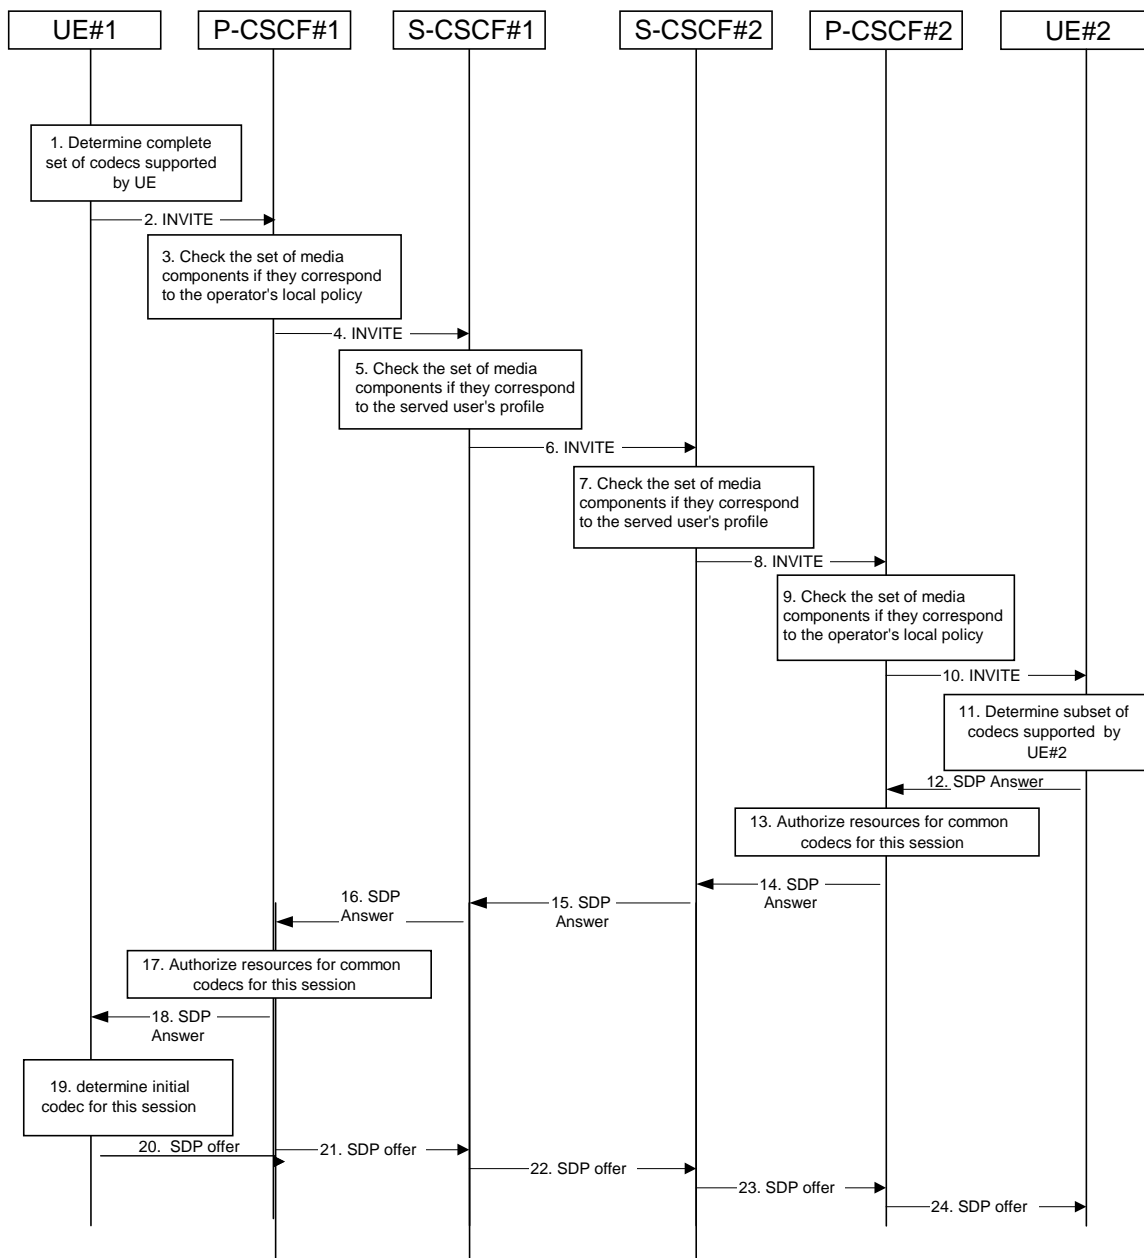 UE#1
P-CSCF#1
S-CSCF#1
S-CSCF#2
P-CSCF#2
UE#2
1. Determine complete
set of codecs supported
by UE
2. INVITE
3. Check the set of media
components if they correspond
to the operator's local policy
4. INVITE
5. Check the set of media
components if they correspond
to the served user's profile
6. INVITE
7. Check the set of media
components if they correspond
to the served user's profile
8. INVITE
9. Check the set of media
components if they correspond
to the operator's local policy
10. INVITE
11. Determine subset of
codecs supported by
UE#2
12. SDP Answer
13. Authorize resources for common
codecs for this session
14. SDP
Answer
15. SDP
Answer
16. SDP
Answer
17. Authorize resources for common
codecs for this session
18. SDP
Answer
19. determine initial
codec for this session
20. SDP offer
21. SDP offer
22. SDP offer
23. SDP offer
24. SDP offer